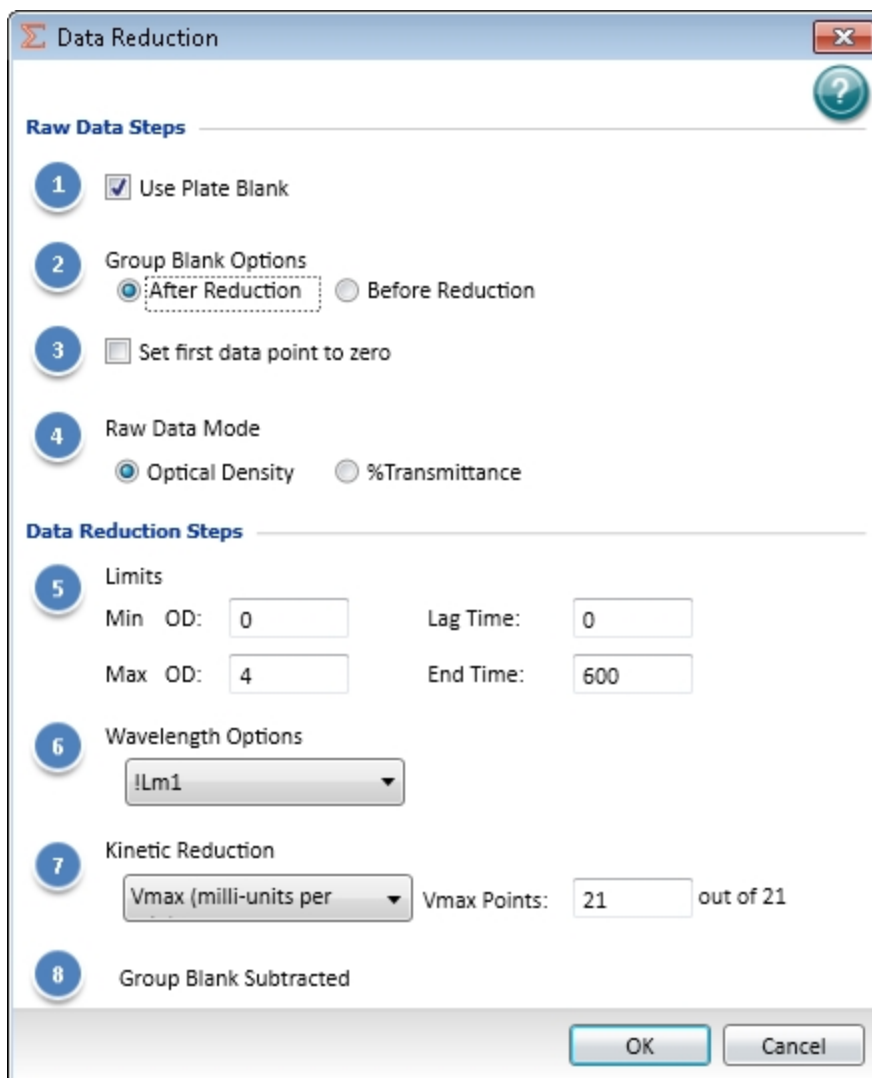 Data Reduction
?
Raw Data Steps
1 Use Plate Blank
2 Group Blank Options
After Reduction Before Reduction
3 Set first data point to zero
4 Raw Data Mode
Optical Density %Transmittance
Data Reduction Steps
5 Limits
Min OD: 0 Lag Time: 0
Max OD: 4 End Time: 600
6 Wavelength Options
!Lm1
7 Kinetic Reduction
Vmax (milli-units per Vmax Points: 21 out of 21
8 Group Blank Subtracted
OK Cancel